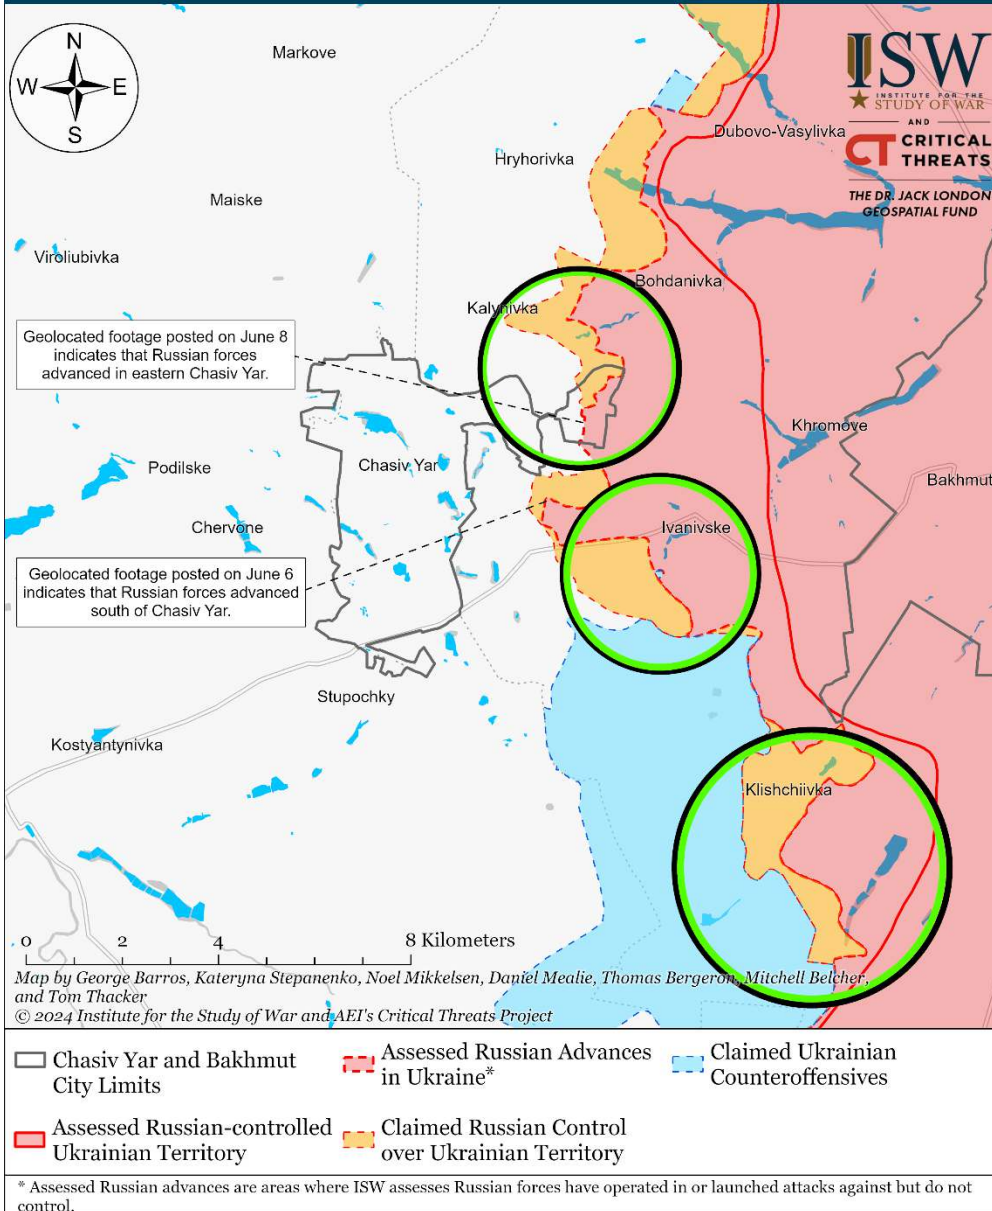 N
W
E
S
ISW
INSTITUTE FOR THE
STUDY OF WAR
AND
CT CRITICAL
THREATS
THE DR. JACK LONDON
GEOSPATIAL FUND
Markove
Dubovo-Vasylivka
Hryhorivka
Maiske
Viroliubivka
Bohdanivka
Kalynivka
Geolocated footage posted on June 8
indicates that Russian forces
advanced in eastern Chasiv Yar.
Khromove
Podilske
Chasiv Yar
Bakhmut
Chervone
Ivanivske
Geolocated footage posted on June 6
indicates that Russian forces advanced
south of Chasiv Yar.
Stupochky
Kostyantynivka
Klishchiivka
0 2 4 8 Kilometers
Map by George Barros, Kateryna Stepanenko, Noel Mikkelsen, Daniel Mealie, Thomas Bergeron, Mitchell Belcher,
and Tom Thacker
© 2024 Institute for the Study of War and AEI's Critical Threats Project
Chasiv Yar and Bakhmut
City Limits
Assessed Russian Advances
in Ukraine*
Claimed Ukrainian
Counteroffensives
Assessed Russian-controlled
Ukrainian Territory
Claimed Russian Control
over Ukrainian Territory
* Assessed Russian advances are areas where ISW assesses Russian forces have operated in or launched attacks against but do not
control.